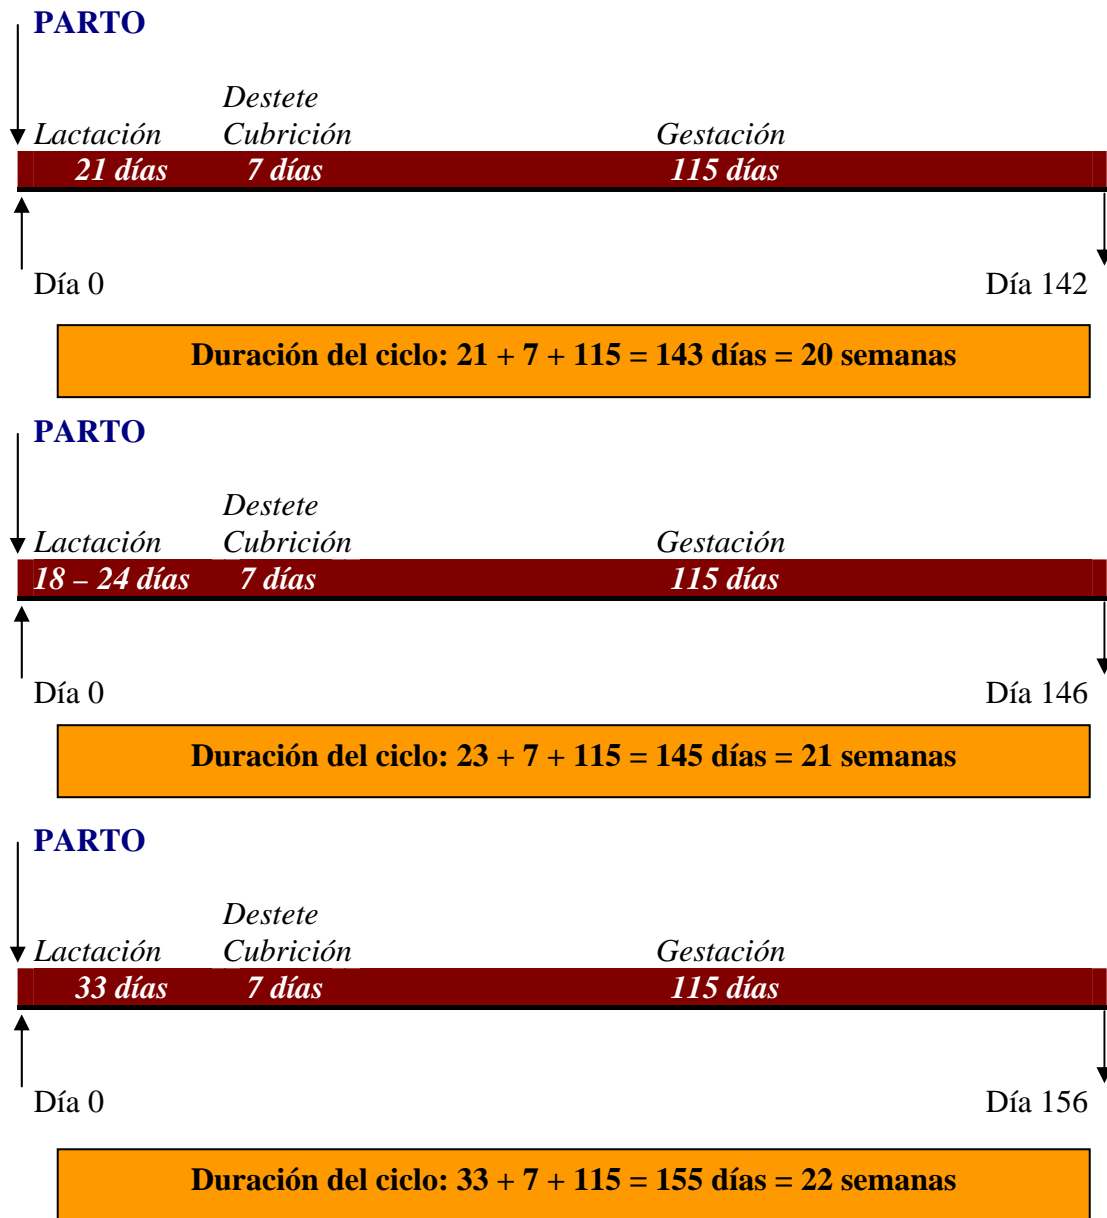 PARTO
Destete
Lactación Cubrición Gestación
21 días 7 días 115 días
Día 0 Día 142
Duración del ciclo: 21 + 7 + 115 = 143 días = 20 semanas
PARTO
Destete
Lactación Cubrición Gestación
18 – 24 días 7 días 115 días
Día 0 Día 146
Duración del ciclo: 23 + 7 + 115 = 145 días = 21 semanas
PARTO
Destete
Lactación Cubrición Gestación
33 días 7 días 115 días
Día 0 Día 156
Duración del ciclo: 33 + 7 + 115 = 155 días = 22 semanas